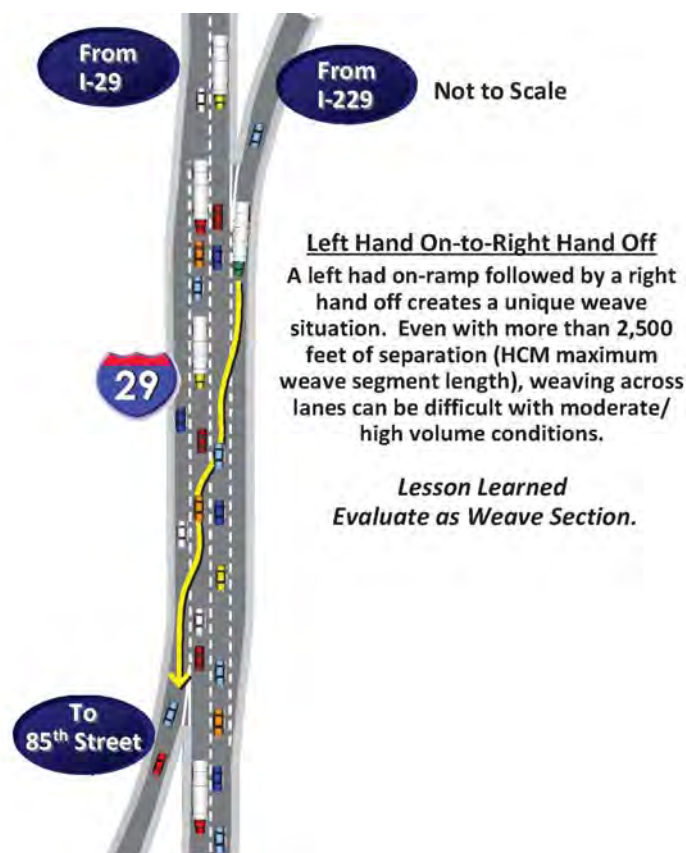 From
I-29
From
I-229
Not to Scale
Left Hand On-to-Right Hand Off
A left had on-ramp followed by a right
hand off creates a unique weave
situation. Even with more than 2,500
feet of separation (HCM maximum
weave segment length), weaving across
lanes can be difficult with moderate/
high volume conditions.
29
Lesson Learned
Evaluate as Weave Section.
To
85th Street